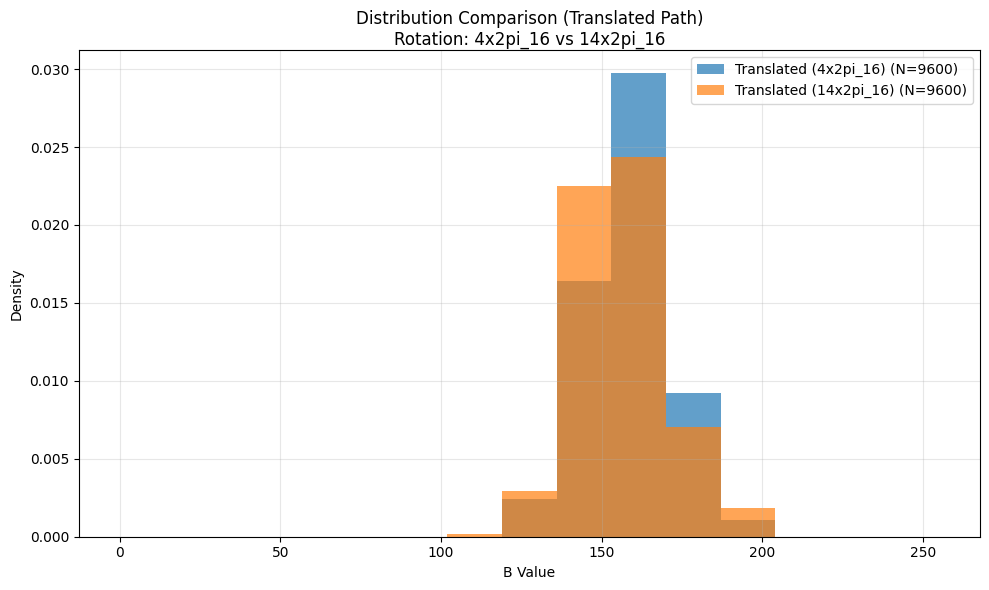 Distribution Comparison (Translated Path)
Rotation: 4x2pi_16 vs 14x2pi_16
Translated (4x2pi_16) (N=9600)
Translated (14x2pi_16) (N=9600)
Density
0.030
0.025
0.020
0.015
0.010
0.005
0.000
0 50 100 150 200 250
B Value